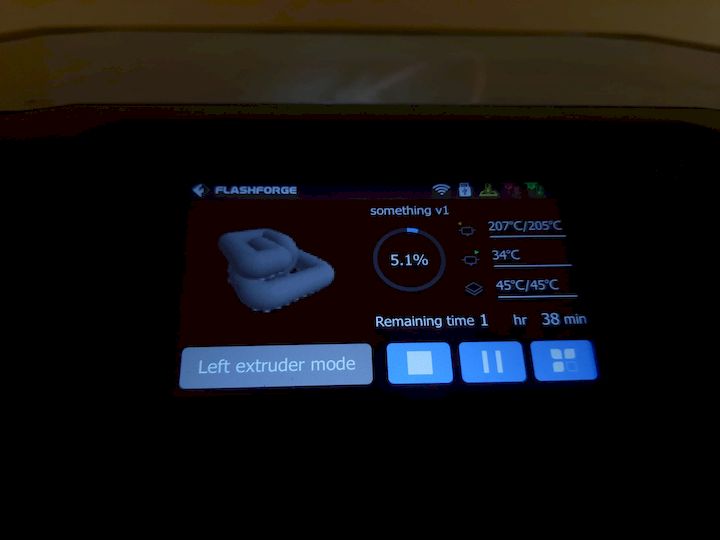 FLASHFORGE
something v1
5.1%
207°C/205°C
34°C
45°C/45°C
Remaining time 1 hr 38 min
Left extruder mode